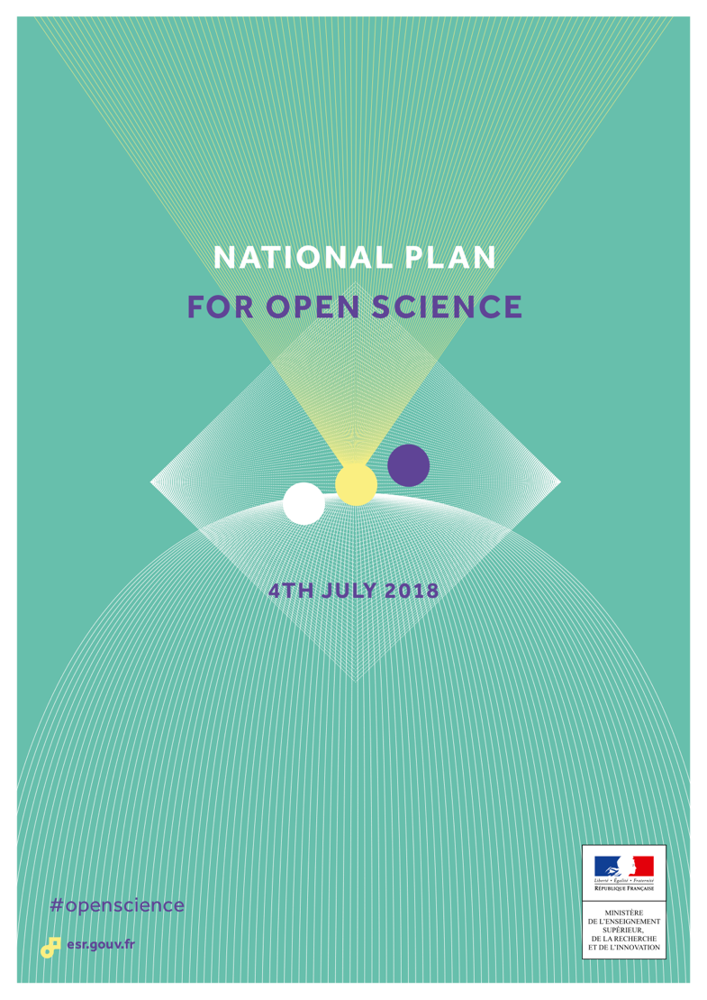 NATIONAL PLAN
FOR OPEN SCIENCE
4TH JULY 2018
#openscience
esr.gouv.fr
Liberté • Égalité • Fraternité
RÉPUBLIQUE FRANÇAISE
MINISTÈRE
DE L'ENSEIGNEMENT
SUPÉRIEUR,
DE LA RECHERCHE
ET DE L'INNOVATION